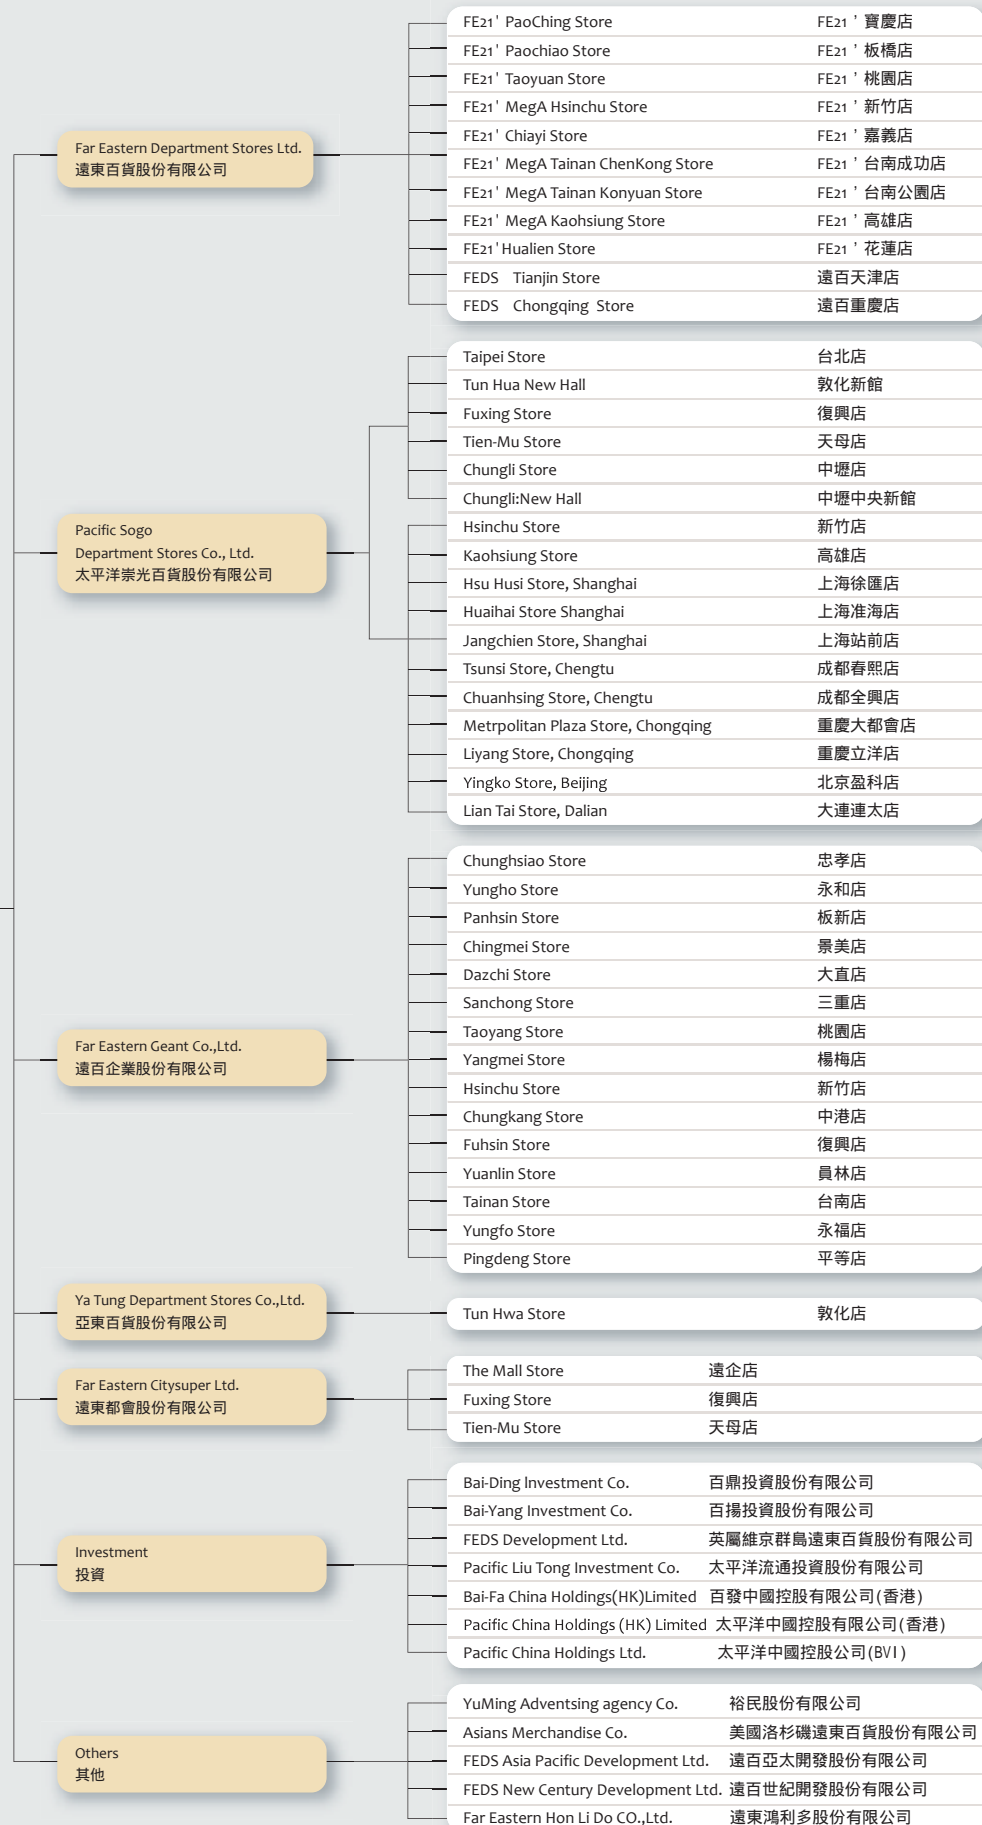 Far Eastern Department Stores Ltd.
遠東百貨股份有限公司
FE21' PaoChing Store FE21 ' 寶慶店
FE21' Paochiao Store FE21 ' 板橋店
FE21' Taoyuan Store FE21 ' 桃園店
FE21' MegA Hsinchu Store FE21 ' 新竹店
FE21' Chiayi Store FE21 ' 嘉義店
FE21' MegA Tainan ChenKong Store FE21 ' 台南成功店
FE21' MegA Tainan Konyuan Store FE21 ' 台南公園店
FE21' MegA Kaohsiung Store FE21 ' 高雄店
FE21'Hualien Store FE21 ' 花蓮店
FEDS Tianjin Store 遠百天津店
FEDS Chongqing Store 遠百重慶店
Pacific Sogo
Department Stores Co., Ltd.
太平洋崇光百貨股份有限公司
Taipei Store 台北店
Tun Hua New Hall 敦化新館
Fuxing Store 復興店
Tien-Mu Store 天母店
Chungli Store 中壢店
Chungli:New Hall 中壢中央新館
Hsinchu Store 新竹店
Kaohsiung Store 高雄店
Hsu Husi Store, Shanghai 上海徐匯店
Huaihai Store Shanghai 上海准海店
Jangchien Store, Shanghai 上海站前店
Tsunsi Store, Chengtu 成都春熙店
Chuanhsing Store, Chengtu 成都全興店
Metrpolitan Plaza Store, Chongqing 重慶大都會店
Liyang Store, Chongqing 重慶立洋店
Yingko Store, Beijing 北京盈科店
Lian Tai Store, Dalian 大連連太店
Far Eastern Geant Co.,Ltd.
遠百企業股份有限公司
Chunghsiao Store 忠孝店
Yungho Store 永和店
Panhsin Store 板新店
Chingmei Store 景美店
Dazchi Store 大直店
Sanchong Store 三重店
Taoyang Store 桃園店
Yangmei Store 楊梅店
Hsinchu Store 新竹店
Chungkang Store 中港店
Fuhsin Store 復興店
Yuanlin Store 員林店
Tainan Store 台南店
Yungfo Store 永福店
Pingdeng Store 平等店
Ya Tung Department Stores Co.,Ltd.
亞東百貨股份有限公司
Tun Hwa Store 敦化店
Far Eastern Citysuper Ltd.
遠東都會股份有限公司
The Mall Store 遠企店
Fuxing Store 復興店
Tien-Mu Store 天母店
Investment
投資
Bai-Ding lnvestment Co. 百鼎投資股份有限公司
Bai-Yang Investment Co. 百揚投資股份有限公司
FEDS Development Ltd. 英屬維京群島遠東百貨股份有限公司
Pacific Liu Tong Investment Co. 太平洋流通投資股份有限公司
Bai-Fa China Holdings(HK)Limited 百發中國控股有限公司(香港)
Pacific China Holdings (HK) Limited 太平洋中國控股有限公司(香港)
Pacific China Holdings Ltd. 太平洋中國控股公司(BVI)
Others
其他
YuMing Adventsing agency Co. 裕民股份有限公司
Asians Merchandise Co. 美國洛杉磯遠東百貨股份有限公司
FEDS Asia Pacific Development Ltd. 遠百亞太開發股份有限公司
FEDS New Century Development Ltd. 遠百世紀開發股份有限公司
Far Eastern Hon Li Do CO.,Ltd. 遠東鴻利多股份有限公司